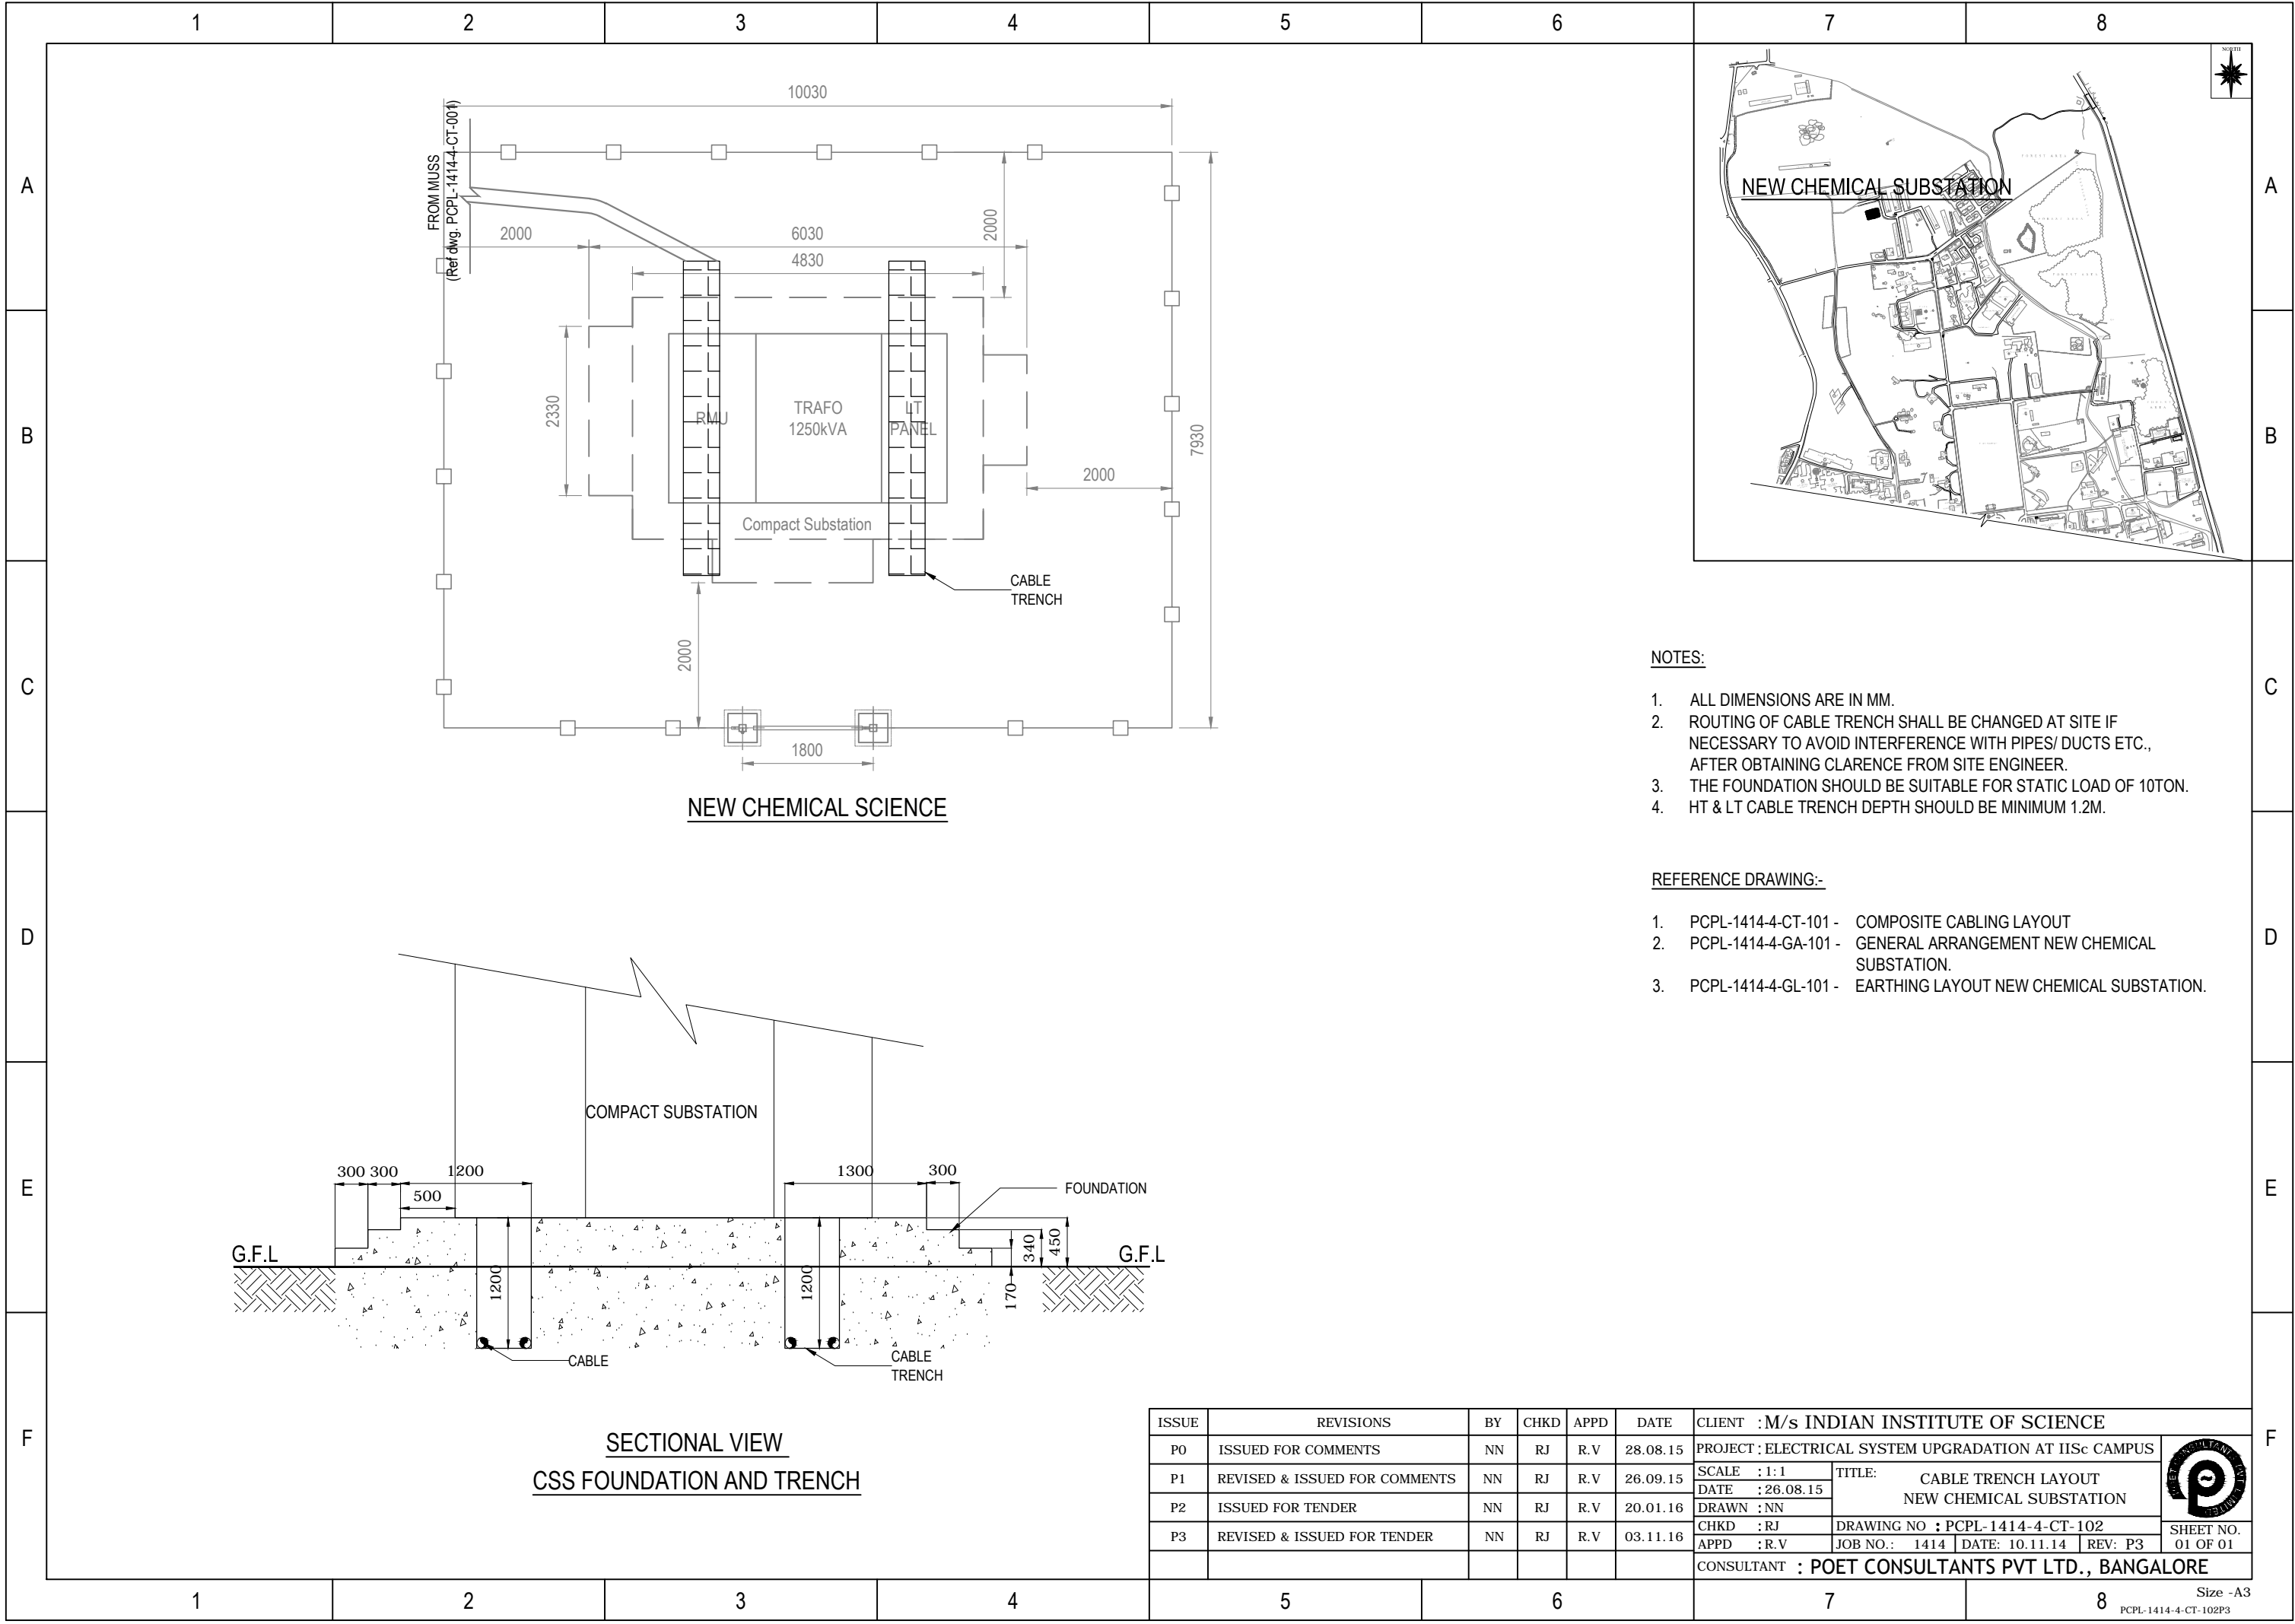 1 2 3 4 5 6 7 8
A
B
C
D
E
F
A
B
C
D
E
F
10030
FROM MUSS
(Ref dwg. PCPL-1414-4-CT-001)
2000
6030
4830
2000
2330
RMU
TRAFO
1250kVA
LT
PANEL
7930
2000
Compact Substation
CABLE
TRENCH
2000
1800
NEW CHEMICAL SCIENCE
NORTH
NEW CHEMICAL SUBSTATION
NOTES:
1. ALL DIMENSIONS ARE IN MM.
2. ROUTING OF CABLE TRENCH SHALL BE CHANGED AT SITE IF
NECESSARY TO AVOID INTERFERENCE WITH PIPES/ DUCTS ETC.,
AFTER OBTAINING CLARENCE FROM SITE ENGINEER.
3. THE FOUNDATION SHOULD BE SUITABLE FOR STATIC LOAD OF 10TON.
4. HT & LT CABLE TRENCH DEPTH SHOULD BE MINIMUM 1.2M.
REFERENCE DRAWING:-
1. PCPL-1414-4-CT-101 - COMPOSITE CABLING LAYOUT
2. PCPL-1414-4-GA-101 - GENERAL ARRANGEMENT NEW CHEMICAL
SUBSTATION.
3. PCPL-1414-4-GL-101 - EARTHING LAYOUT NEW CHEMICAL SUBSTATION.
COMPACT SUBSTATION
300 300 1200 1300 300
500
FOUNDATION
G.F.L
G.F.L
340
450
170
1200
1200
CABLE
CABLE
TRENCH
SECTIONAL VIEW
CSS FOUNDATION AND TRENCH
ISSUE REVISIONS BY CHKD APPD DATE
P0 ISSUED FOR COMMENTS NN RJ R.V 28.08.15
P1 REVISED & ISSUED FOR COMMENTS NN RJ R.V 26.09.15
P2 ISSUED FOR TENDER NN RJ R.V 20.01.16
P3 REVISED & ISSUED FOR TENDER NN RJ R.V 03.11.16
CLIENT : M/s INDIAN INSTITUTE OF SCIENCE
PROJECT : ELECTRICAL SYSTEM UPGRADATION AT IISc CAMPUS
SCALE : 1:1
DATE : 26.08.15
DRAWN : NN
CHKD : RJ
APPD : R.V
TITLE: CABLE TRENCH LAYOUT
NEW CHEMICAL SUBSTATION
DRAWING NO : PCPL-1414-4-CT-102
JOB NO.: 1414 DATE: 10.11.14 REV: P3
SHEET NO.
01 OF 01
CONSULTANT : POET CONSULTANTS PVT LTD., BANGALORE
1 2 3 4 5 6 7 8
Size -A3
PCPL-1414-4-CT-102P3